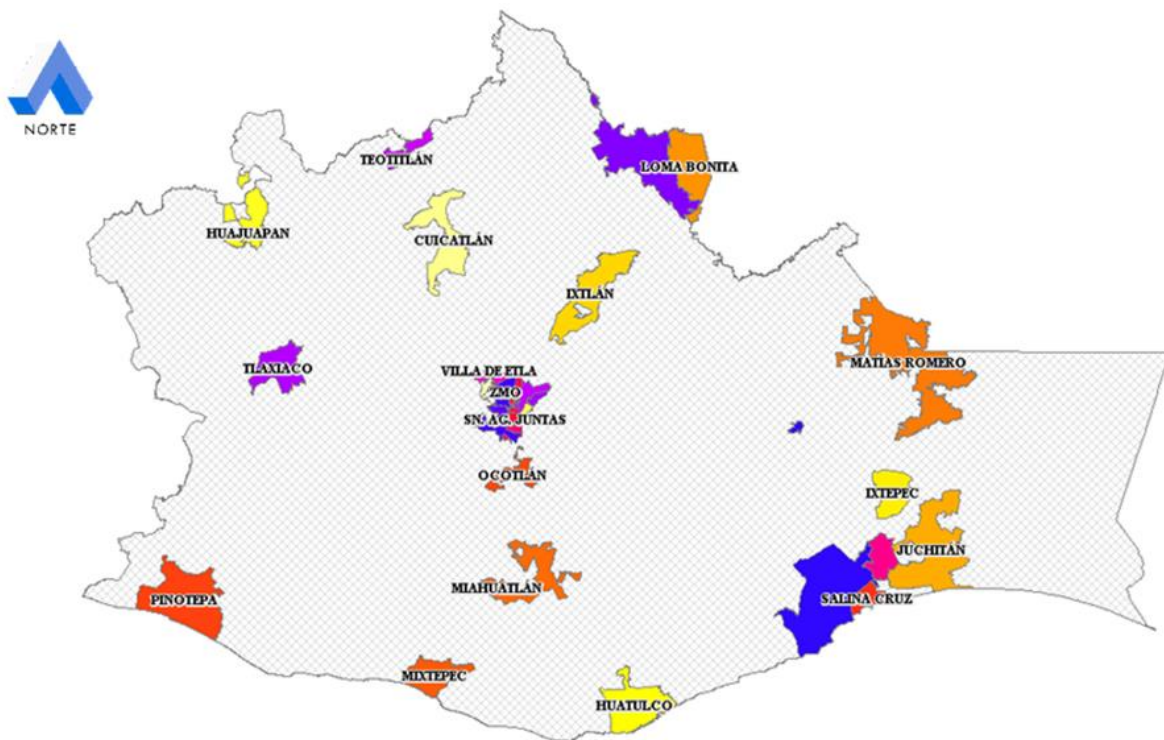 NORTE
TEOTITLÁN
LOMA BONITA
HUAJUAPAN
CUICATLÁN
IXTLÁN
MATÍAS ROMERO
TLAXIACO
VILLA DE ETLA
ZMO
SN. AG. JUNTAS
OCOTLÁN
IXTEPEC
JUCHITÁN
MIAHUATLÁN
PINOTEPA
SALINA CRUZ
MIXTEPEC
HUATULCO